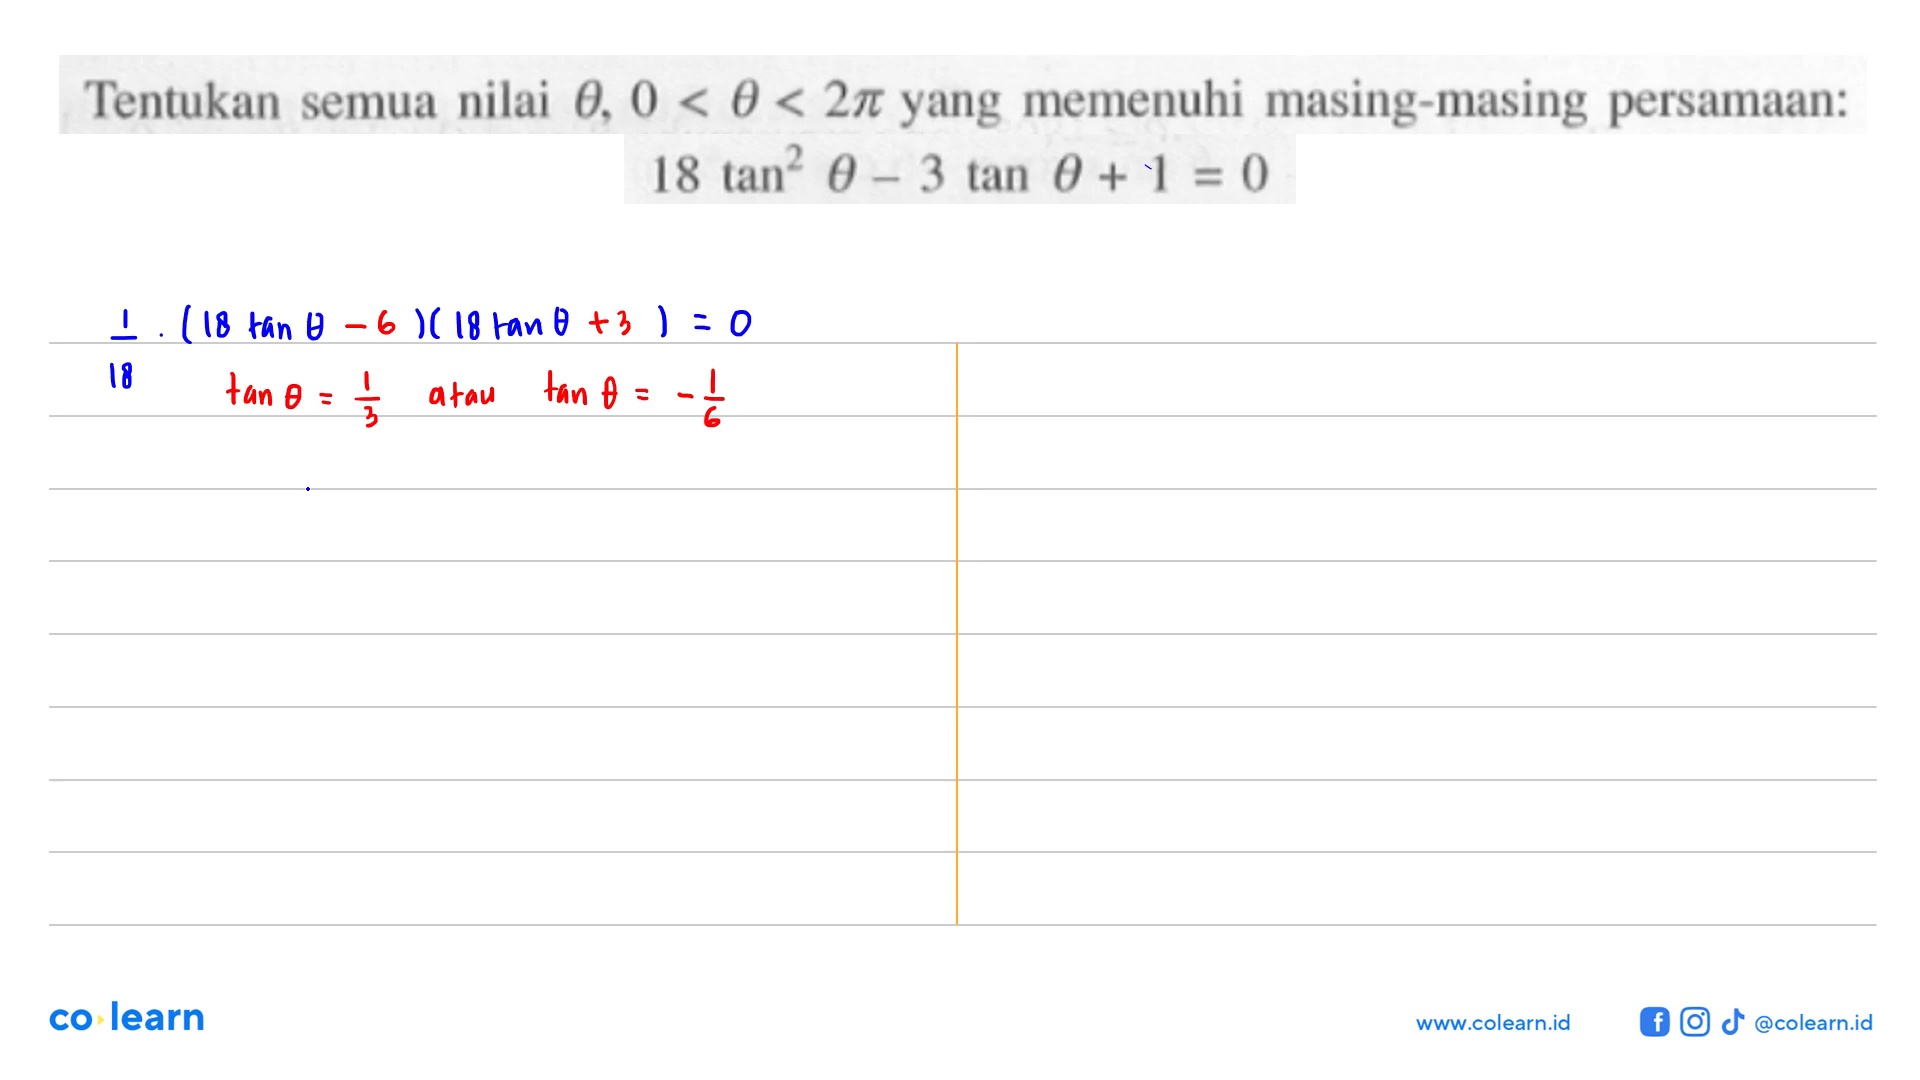 Tentukan semua nilai θ, 0 < θ < 2π yang memenuhi masing-masing persamaan:
18 tan² θ – 3 tan θ + 1 = 0
1/18 . (18 tan θ – 6)(18 tan θ + 3) = 0
tan θ = 1/3 atau tan θ = - 1/6
co learn
www.colearn.id
@colearn.id